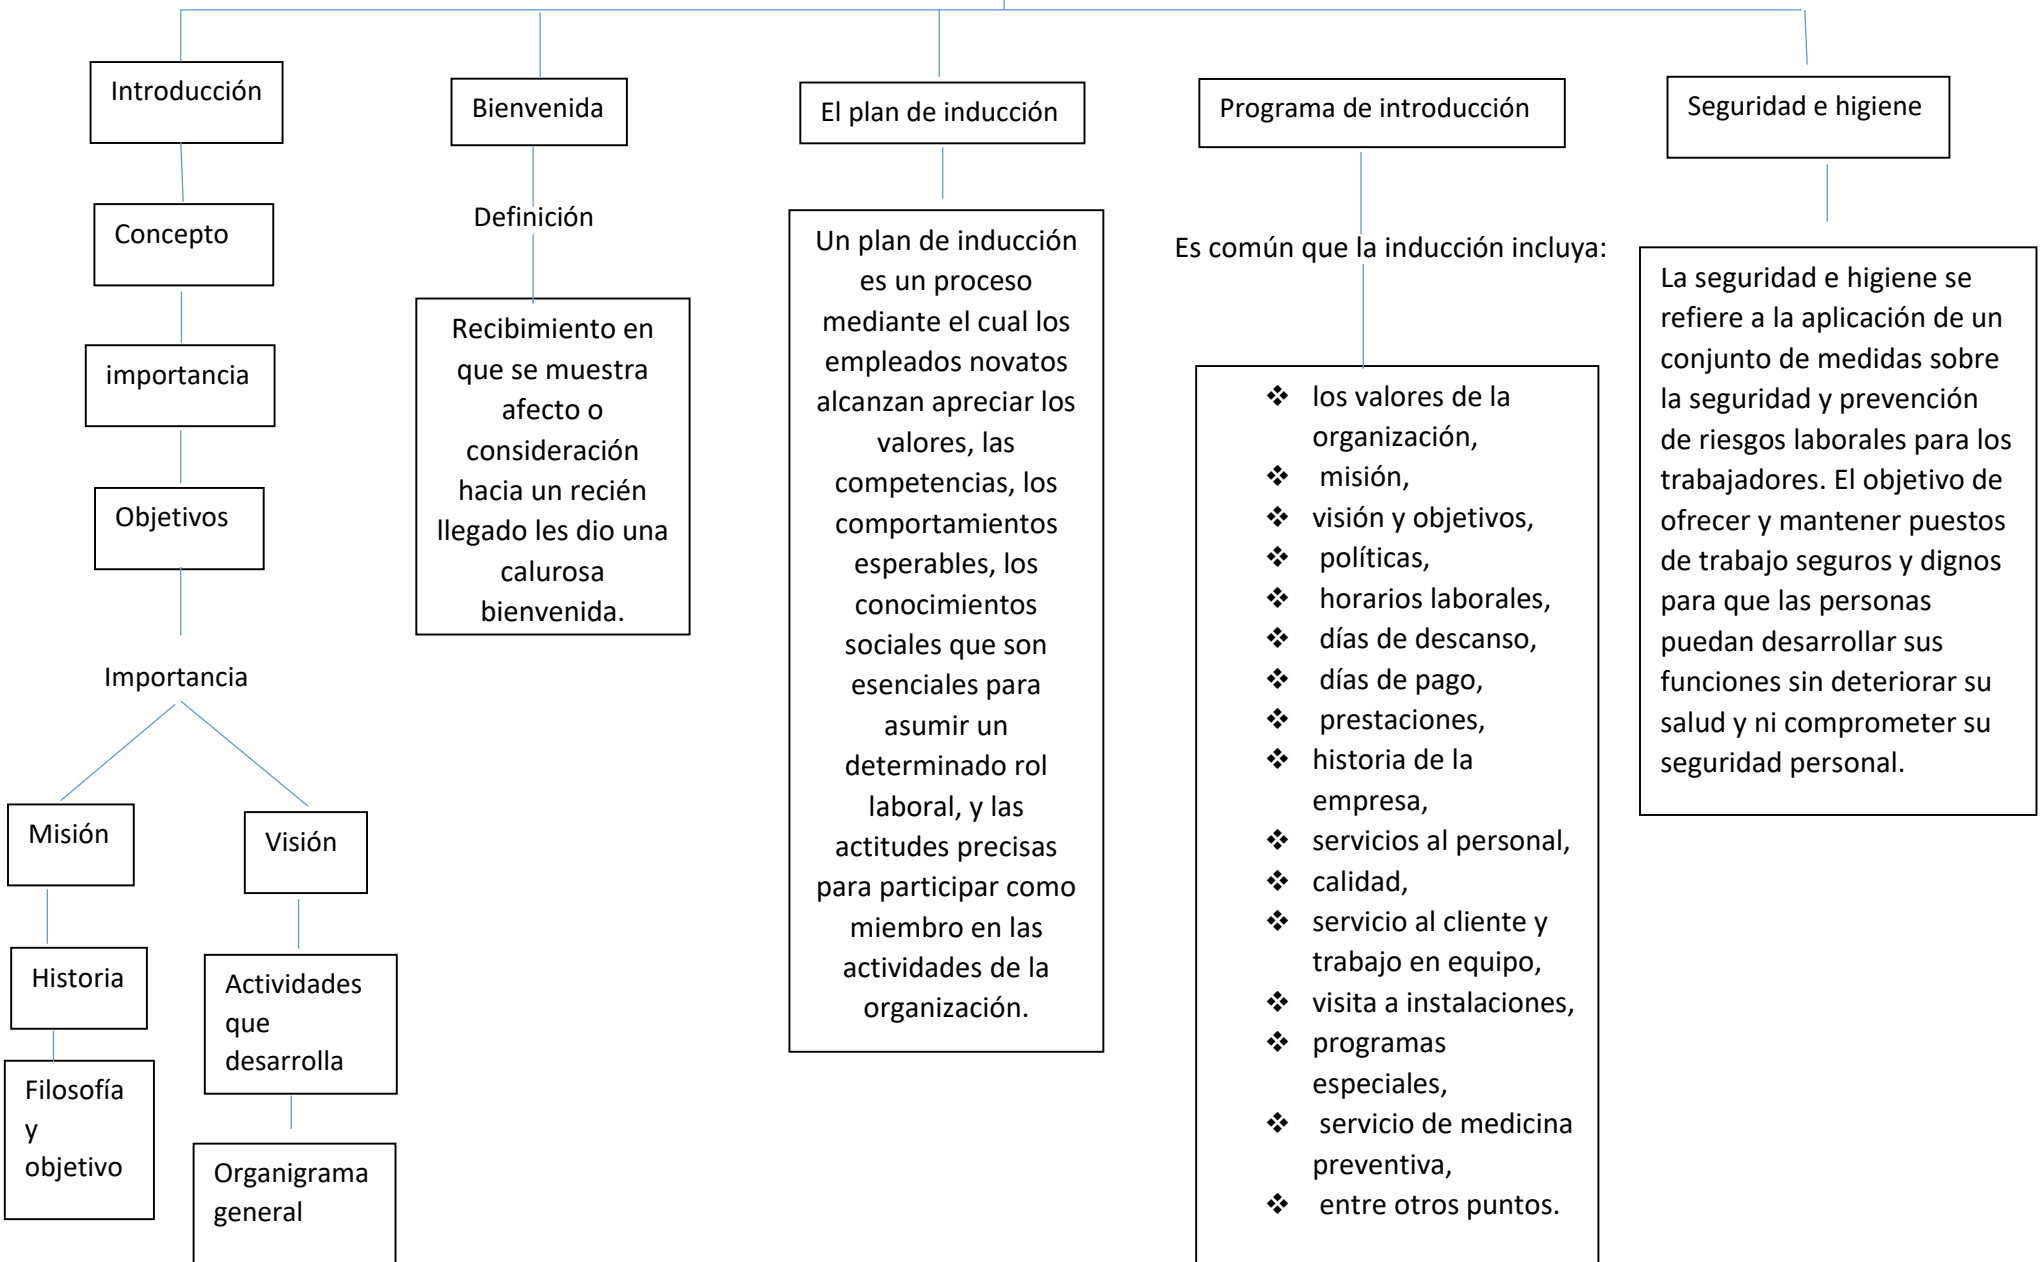 Introducción
Concepto
importancia
Objetivos
Importancia
Misión
Historia
Filosofía
y
objetivo
Visión
Actividades
que
desarrolla
Organigrama
general
Bienvenida
Definición
Recibimiento en
que se muestra
afecto o
consideración
hacia un recién
llegado les dio una
calurosa
bienvenida.
El plan de inducción
Un plan de inducción
es un proceso
mediante el cual los
empleados novatos
alcanzan apreciar los
valores, las
competencias, los
comportamientos
esperables, los
conocimientos
sociales que son
esenciales para
asumir un
determinado rol
laboral, y las
actitudes precisas
para participar como
miembro en las
actividades de la
organización.
Programa de introducción
Es común que la inducción incluya:
❖ los valores de la
organización,
❖ misión,
❖ visión y objetivos,
❖ políticas,
❖ horarios laborales,
❖ días de descanso,
❖ días de pago,
❖ prestaciones,
❖ historia de la
empresa,
❖ servicios al personal,
❖ calidad,
❖ servicio al cliente y
trabajo en equipo,
❖ visita a instalaciones,
❖ programas
especiales,
❖ servicio de medicina
preventiva,
❖ entre otros puntos.
Seguridad e higiene
La seguridad e higiene se
refiere a la aplicación de un
conjunto de medidas sobre
la seguridad y prevención
de riesgos laborales para los
trabajadores. El objetivo de
ofrecer y mantener puestos
de trabajo seguros y dignos
para que las personas
puedan desarrollar sus
funciones sin deteriorar su
salud y ni comprometer su
seguridad personal.